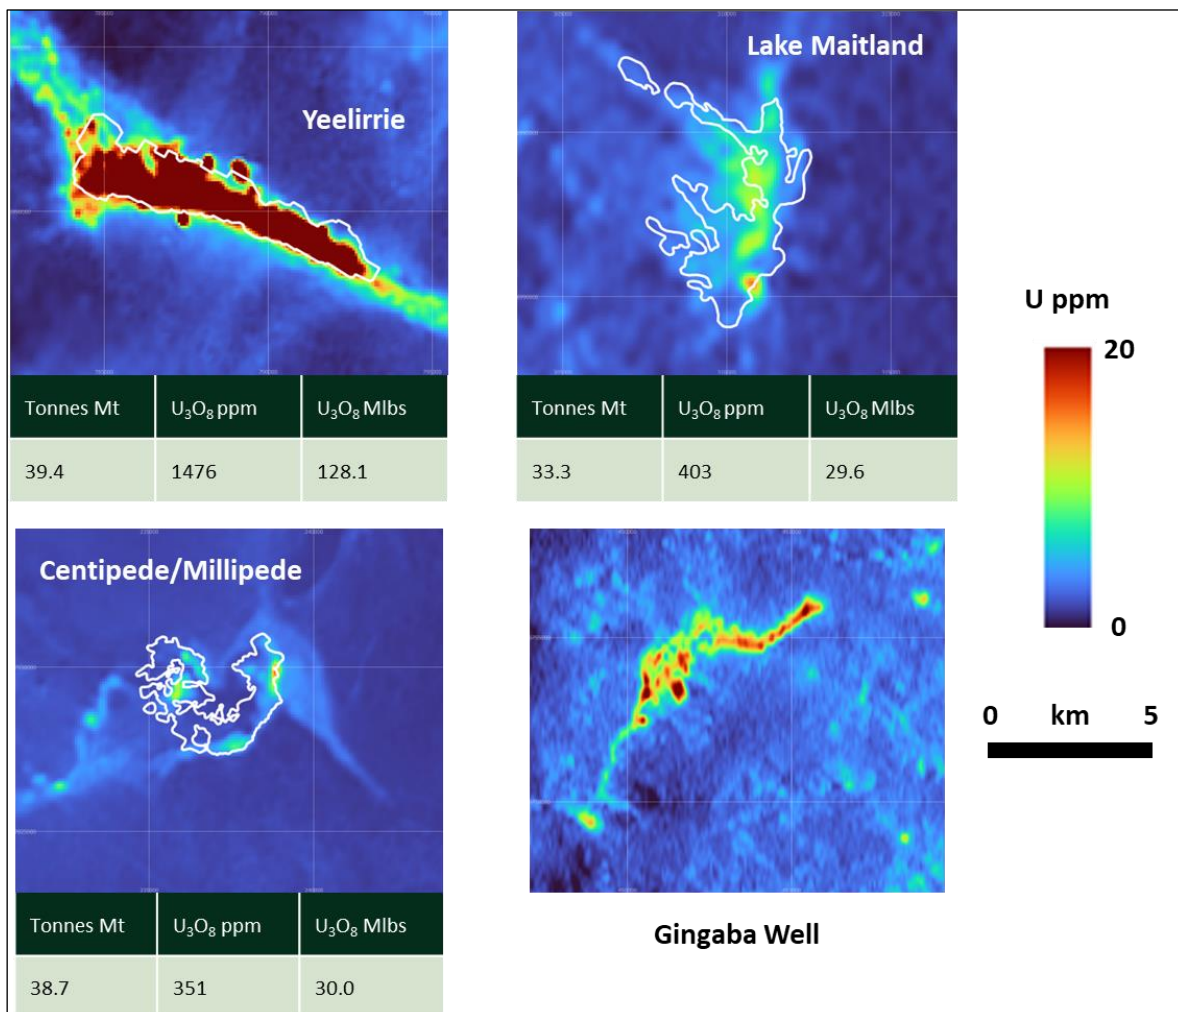 Yeelirrie
Lake Maitland
Tonnes Mt U₃O₈ ppm U₃O₈ Mlbs
39.4 1476 128.1
Tonnes Mt U₃O₈ ppm U₃O₈ Mlbs
33.3 403 29.6
U ppm
20
0
0 km 5
Centipede/Millipede
Tonnes Mt U₃O₈ ppm U₃O₈ Mlbs
38.7 351 30.0
Gingaba Well